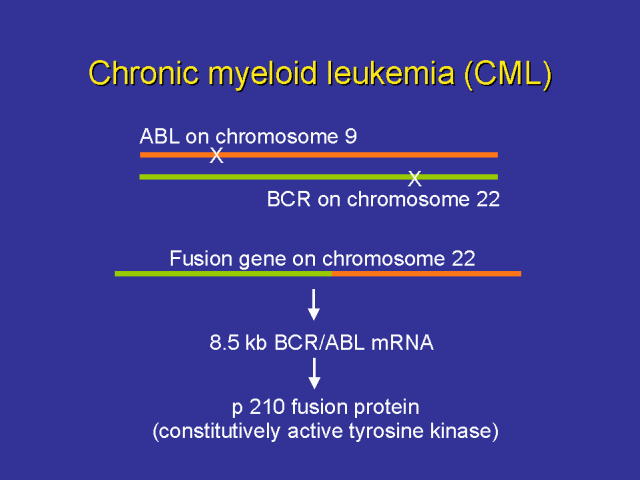 Chronic myeloid leukemia (CML)
ABL on chromosome 9
X
X
BCR on chromosome 22
Fusion gene on chromosome 22
8.5 kb BCR/ABL mRNA
p 210 fusion protein
(constitutively active tyrosine kinase)